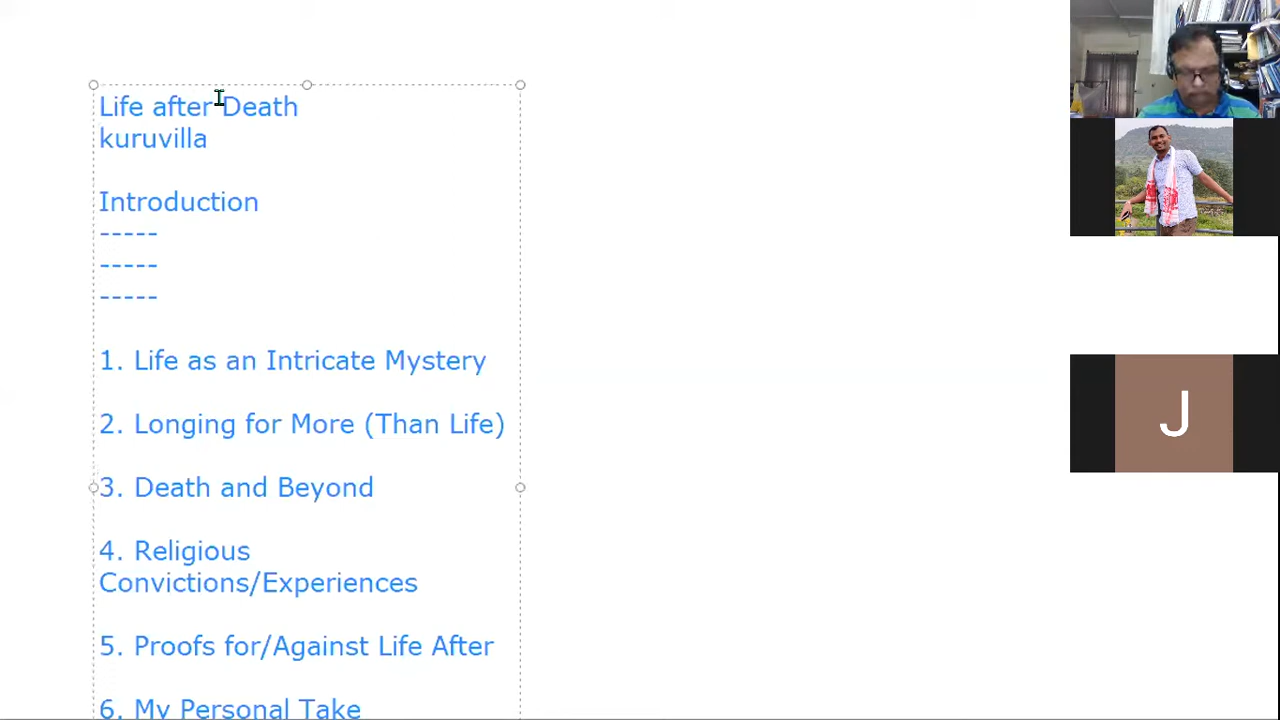 Life after Death
kuruvilla
Introduction
-----
-----
-----
1. Life as an Intricate Mystery
2. Longing for More (Than Life)
3. Death and Beyond
4. Religious
Convictions/Experiences
5. Proofs for/Against Life After
6. My Personal Take
J